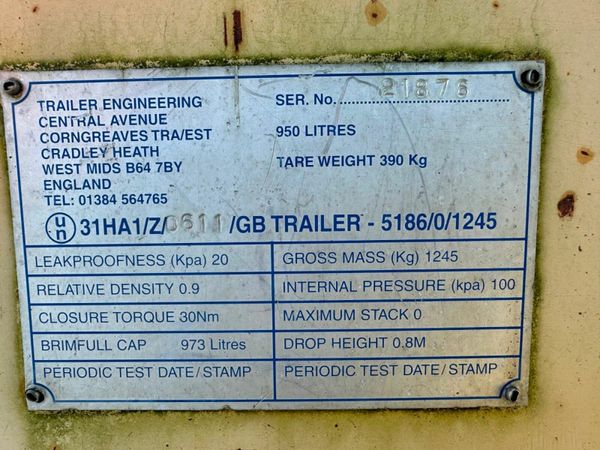 TRAILER ENGINEERING
CENTRAL AVENUE
CORNGREAVES TRA/EST
CRADLEY HEATH
WEST MIDS B64 7BY
ENGLAND
TEL: 01384 564765
SER. No. 21876
950 LITRES
TARE WEIGHT 390 Kg
un 31HA1/Z/0611/GB TRAILER - 5186/0/1245
LEAKPROOFNESS (Kpa) 20
GROSS MASS (Kg) 1245
RELATIVE DENSITY 0.9
INTERNAL PRESSURE (kpa) 100
CLOSURE TORQUE 30Nm
MAXIMUM STACK 0
BRIMFULL CAP 973 Litres
DROP HEIGHT 0.8M
PERIODIC TEST DATE/STAMP
PERIODIC TEST DATE/STAMP